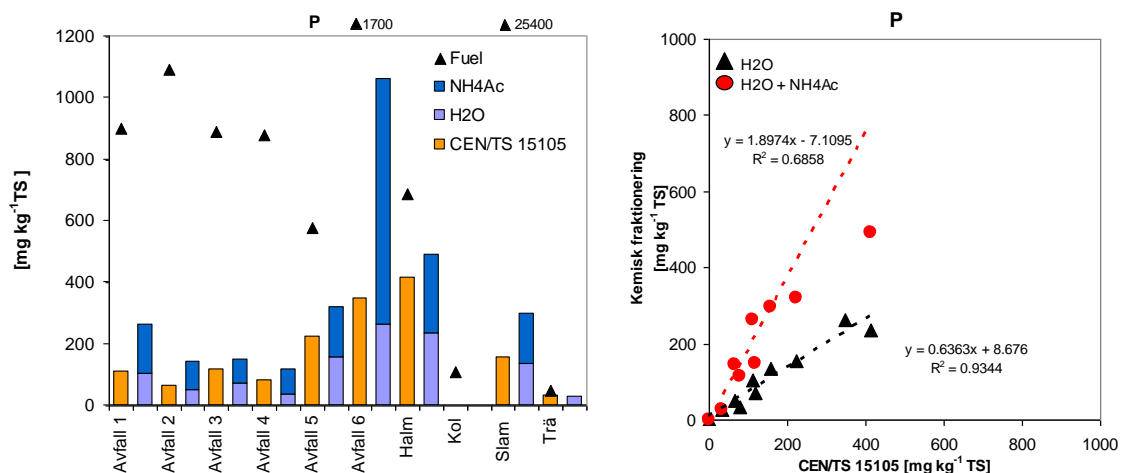 P
1700
25400
1200
1000
800
600
400
200
0
[mg kg-1TS]
Fuel
NH4Ac
H2O
CEN/TS 15105
Avfall 1
Avfall 2
Avfall 3
Avfall 4
Avfall 5
Avfall 6
Halm
Kol
Slam
Trä
P
1000
800
600
400
200
0
Kemisk fraktionering
[mg kg-1 TS]
H2O
H2O + NH4Ac
y = 1.8974x - 7.1095
R2 = 0.6858
y = 0.6363x + 8.676
R2 = 0.9344
0 200 400 600 800 1000
CEN/TS 15105 [mg kg-1 TS]